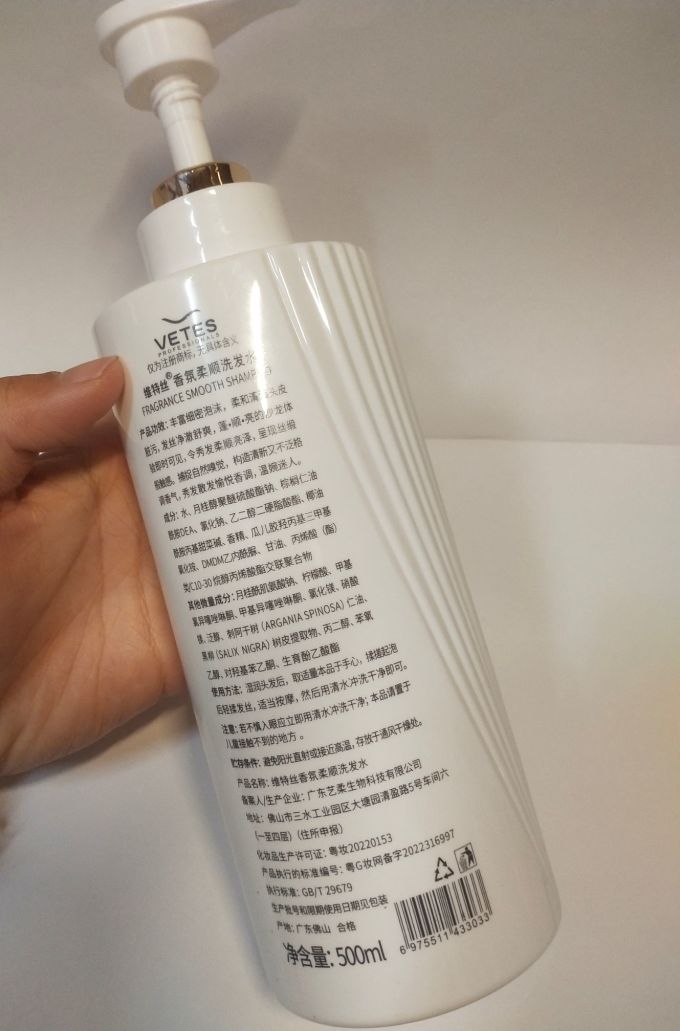 VETES
PROFESSIONALS
仅为注册商标，无具体含义
维特丝®香氛柔顺洗发水
FRAGRANCE SMOOTH SHAMPOO
产品功效：丰富细密泡沫，柔和清洁头皮
脏污，发丝净澈舒爽，蓬·顺·亮的沙龙体
验即时可见，令秀发柔顺亮泽，呈现丝缎
般触感。捕捉自然嗅觉，构造清新又不泛格
调香气，秀发散发愉悦香调，温婉迷人。
成分：水、月桂醇聚醚硫酸酯钠、棕榈仁油
酰胺DEA、氯化钠、乙二醇二硬脂酸酯、椰油
酰胺丙基甜菜碱、香精、瓜儿胶羟丙基三甲基
氯化铵、DMDM乙内酰脲、甘油、丙烯酸（酯）
类/C10-30 烷醇丙烯酸酯交联聚合物
其他微量成分：月桂酰肌氨酸钠、柠檬酸、甲基
氯异噻唑啉酮、甲基异噻唑啉酮、氯化镁、硝酸
镁、泛醇、刺阿干树（ARGANIA SPINOSA）仁油、
黑柳（SALIX NIGRA）树皮提取物、丙二醇、苯氧
乙醇、对羟基苯乙酮、生育酚乙酸酯
使用方法：湿润头发后，取适量本品于手心，揉搓起泡
后轻揉发丝，适当按摩，然后用清水冲洗干净即可。
注意：若不慎入眼应立即用清水冲洗干净；本品请置于
儿童接触不到的地方。
贮存条件：避免阳光直射或接近高温，存放于通风干燥处。
产品名称：维特丝香氛柔顺洗发水
备案人/生产企业：广东艺柔生物科技有限公司
地址：佛山市三水工业园区大塘园清盈路5号车间六
（一至四层）（住所申报）
化妆品生产许可证：粤妆20220153
产品执行的标准编号：粤G妆网备字2022316997
执行标准：GB/T 29679
生产批号和限期使用日期见包装
产地：广东佛山 合格
净含量：500ml
6 975511 433033